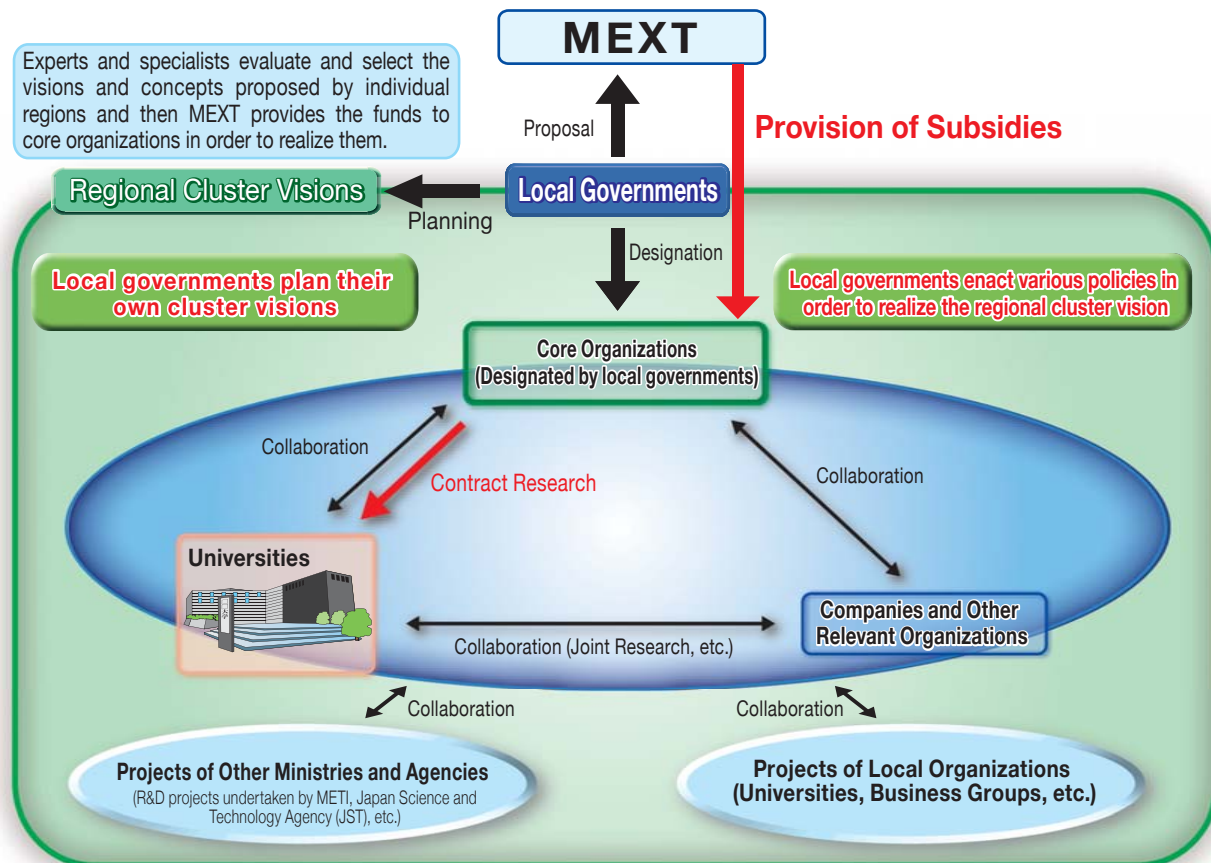 MEXT
Experts and specialists evaluate and select the
visions and concepts proposed by individual
regions and then MEXT provides the funds to
core organizations in order to realize them.
Proposal
Provision of Subsidies
Regional Cluster Visions
Planning
Local Governments
Designation
Local governments plan their
own cluster visions
Local governments enact various policies in
order to realize the regional cluster vision
Core Organizations
(Designated by local governments)
Collaboration
Contract Research
Collaboration
Universities
Companies and Other
Relevant Organizations
Collaboration (Joint Research, etc.)
Collaboration
Collaboration
Projects of Other Ministries and Agencies
(R&D projects undertaken by METI, Japan Science and
Technology Agency (JST), etc.)
Projects of Local Organizations
(Universities, Business Groups, etc.)